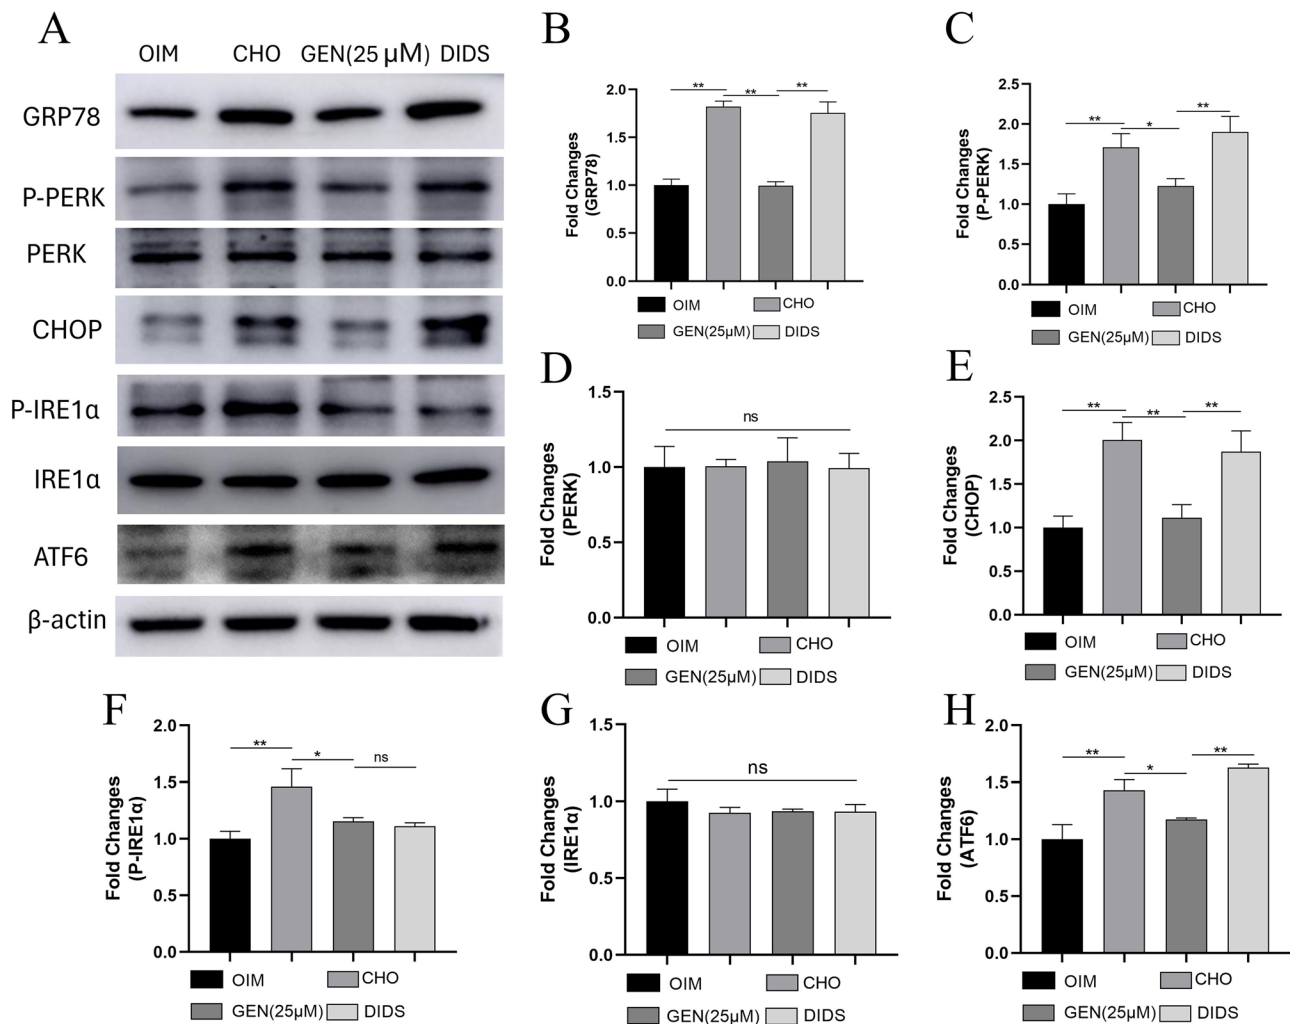 A
OIM CHO GEN(25 μM) DIDS
GRP78
P-PERK
PERK
CHOP
P-IRE1α
IRE1α
ATF6
β-actin
B
Fold Changes
(GRP78)
2.0
1.5
1.0
0.5
0.0
** ** **
OIM CHO
GEN(25μM) DIDS
C
Fold Changes
(P-PERK)
2.5
2.0
1.5
1.0
0.5
0.0
** * **
OIM CHO
GEN(25μM) DIDS
D
Fold Changes
(PERK)
1.5
1.0
0.5
0.0
ns
OIM CHO
GEN(25μM) DIDS
E
Fold Changes
(CHOP)
2.5
2.0
1.5
1.0
0.5
0.0
** ** **
OIM CHO
GEN(25μM) DIDS
F
Fold Changes
(P-IRE1α)
2.0
1.5
1.0
0.5
0.0
** * ns
OIM CHO
GEN(25μM) DIDS
G
Fold Changes
(IRE1α)
1.5
1.0
0.5
0.0
ns
OIM CHO
GEN(25μM) DIDS
H
Fold Changes
(ATF6)
2.0
1.5
1.0
0.5
0.0
** * **
OIM CHO
GEN(25μM) DIDS